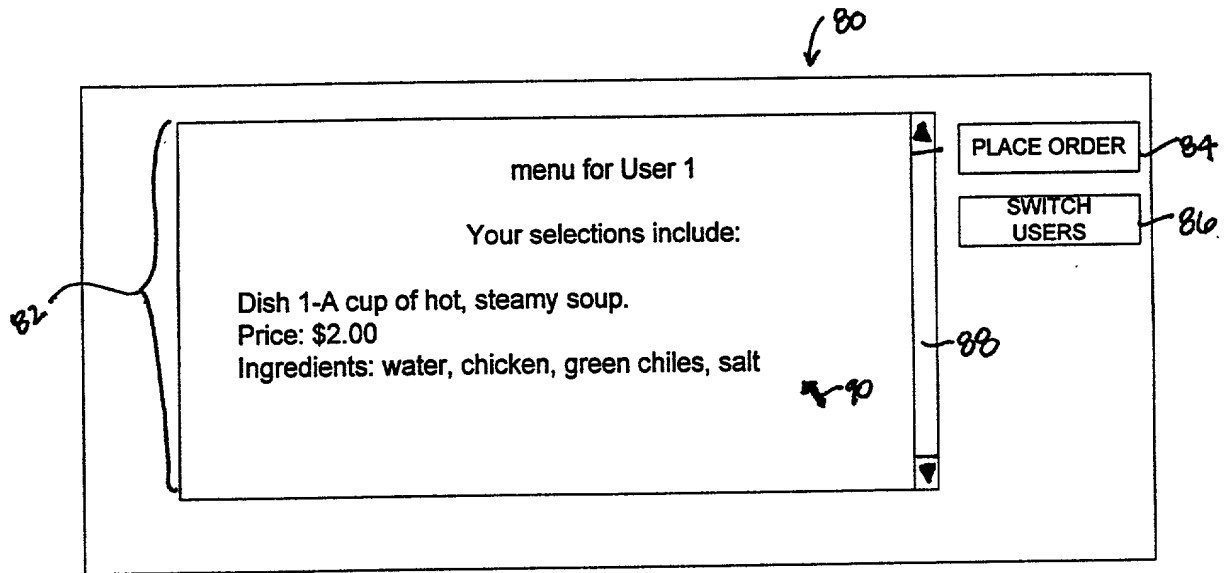 80
menu for User 1
Your selections include:
Dish 1-A cup of hot, steamy soup.
Price: $2.00
Ingredients: water, chicken, green chiles, salt
PLACE ORDER
84
SWITCH
USERS
86
82
88
90